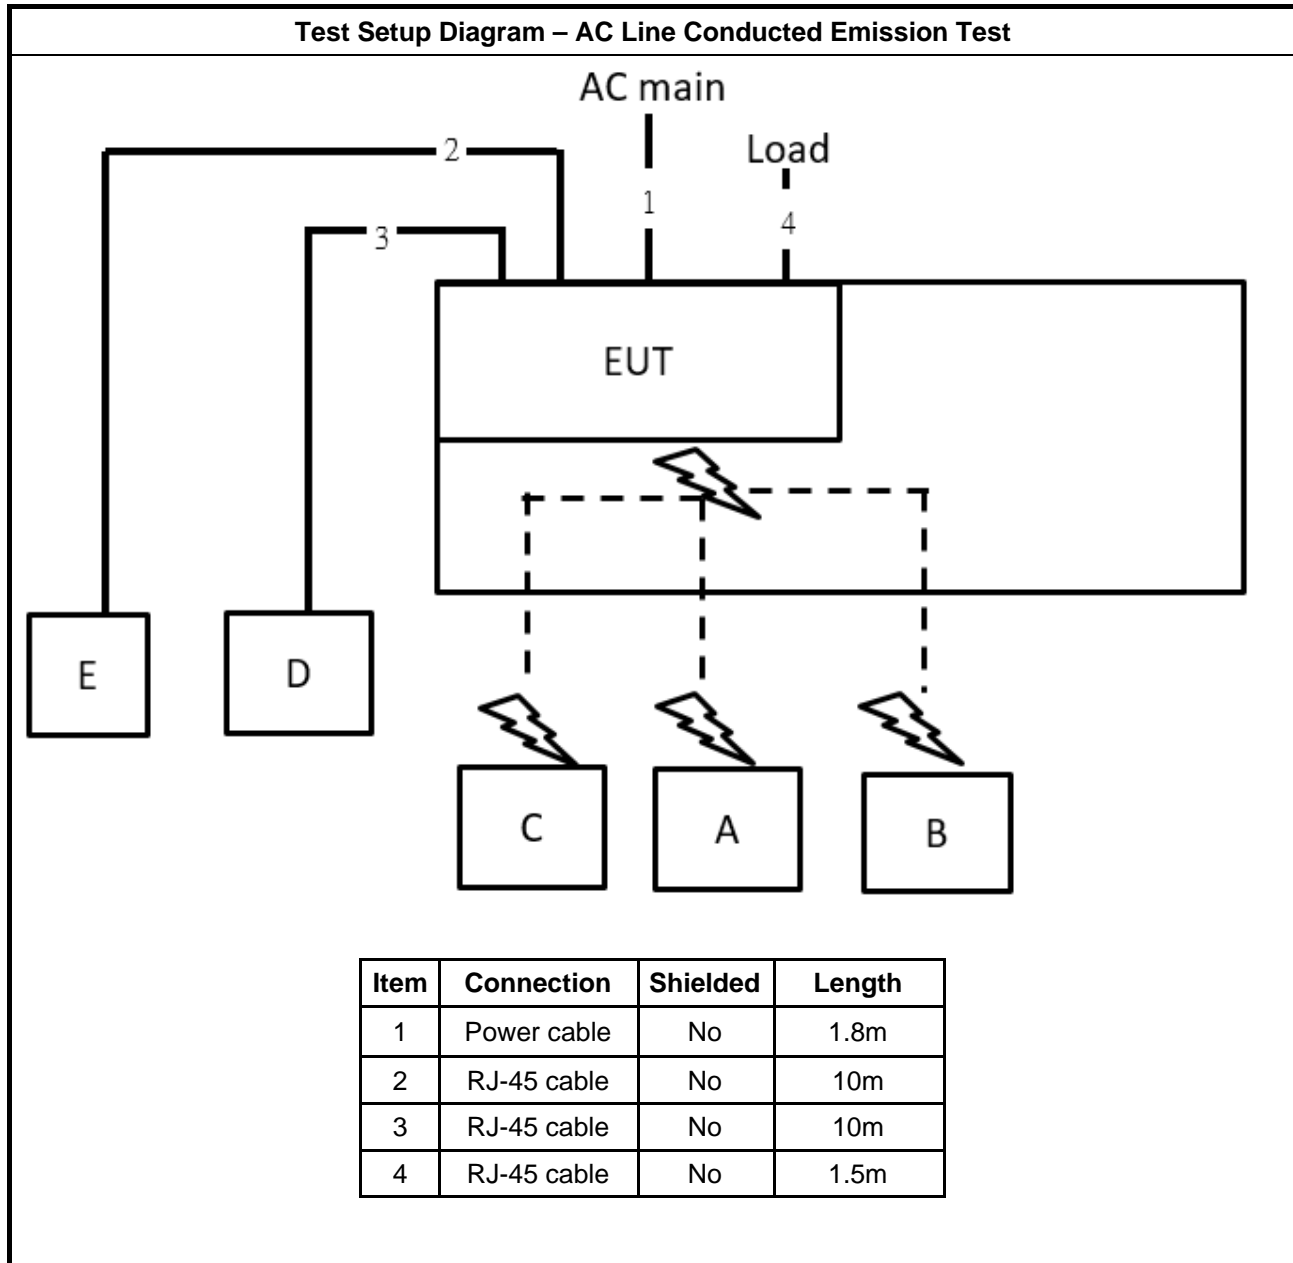 Test Setup Diagram – AC Line Conducted Emission Test
AC main
2
Load
1
4
3
EUT
E
D
C
A
B
Item Connection Shielded Length
1 Power cable No 1.8m
2 RJ-45 cable No 10m
3 RJ-45 cable No 10m
4 RJ-45 cable No 1.5m